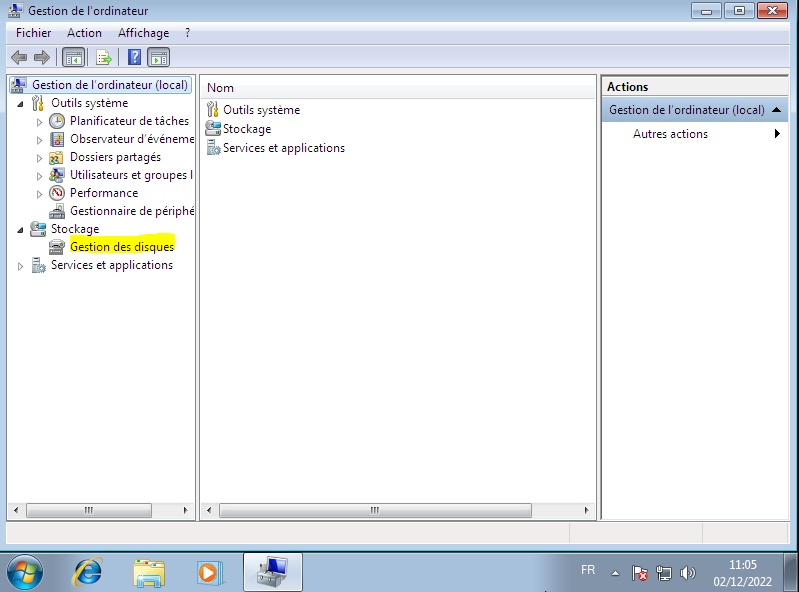 Gestion de l'ordinateur
Fichier Action Affichage ?
Gestion de l'ordinateur (local)
Outils système
Planificateur de tâches
Observateur d'événeme
Dossiers partagés
Utilisateurs et groupes l
Performance
Gestionnaire de périphé
Stockage
Gestion des disques
Services et applications
Nom
Outils système
Stockage
Services et applications
Actions
Gestion de l'ordinateur (local)
Autres actions
FR
11:05
02/12/2022